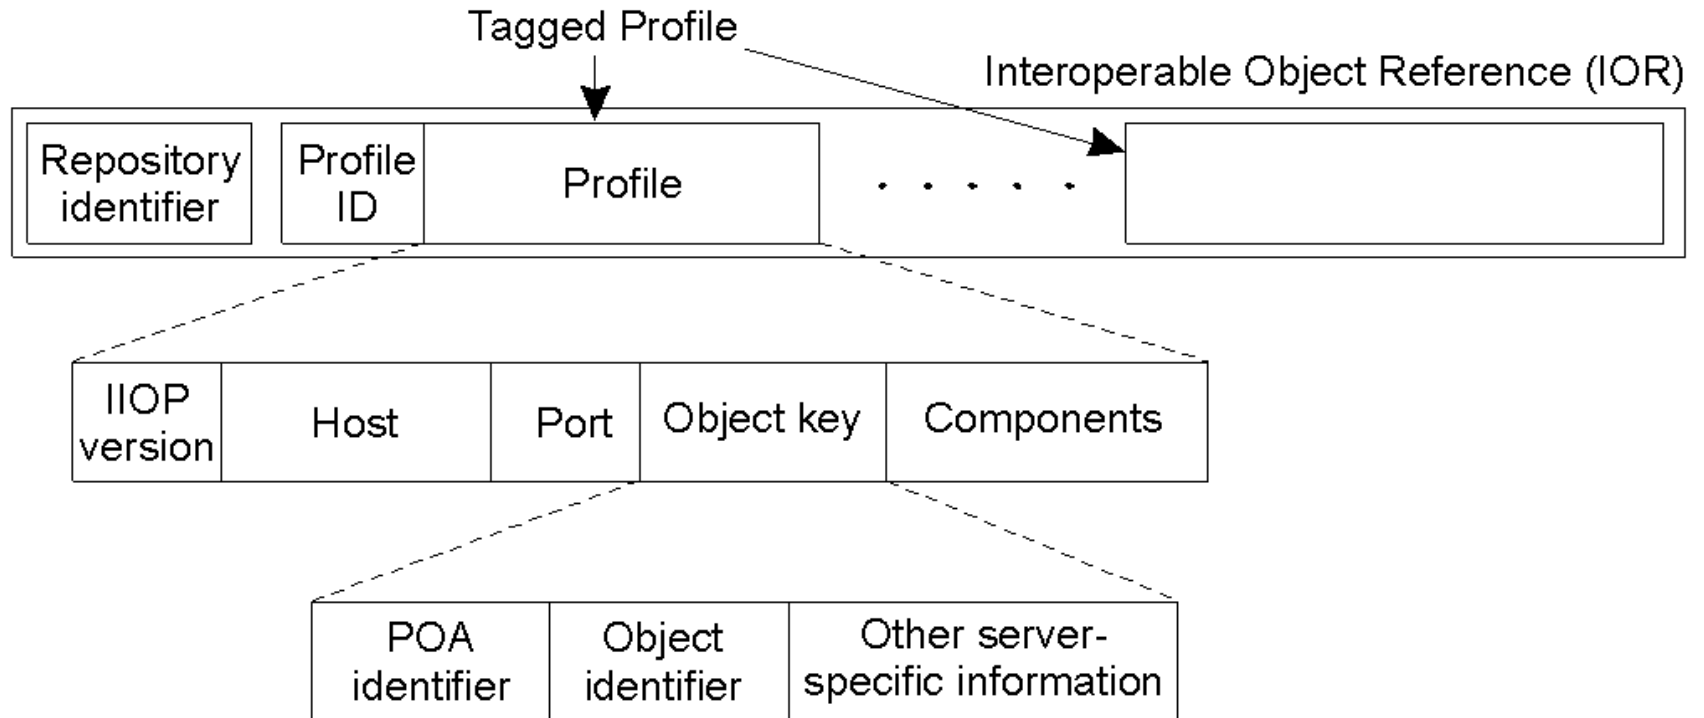 Tagged Profile
Interoperable Object Reference (IOR)
Repository
identifier
Profile
ID
Profile
IIOP
version
Host
Port
Object key
Components
POA
identifier
Object
identifier
Other server-
specific information